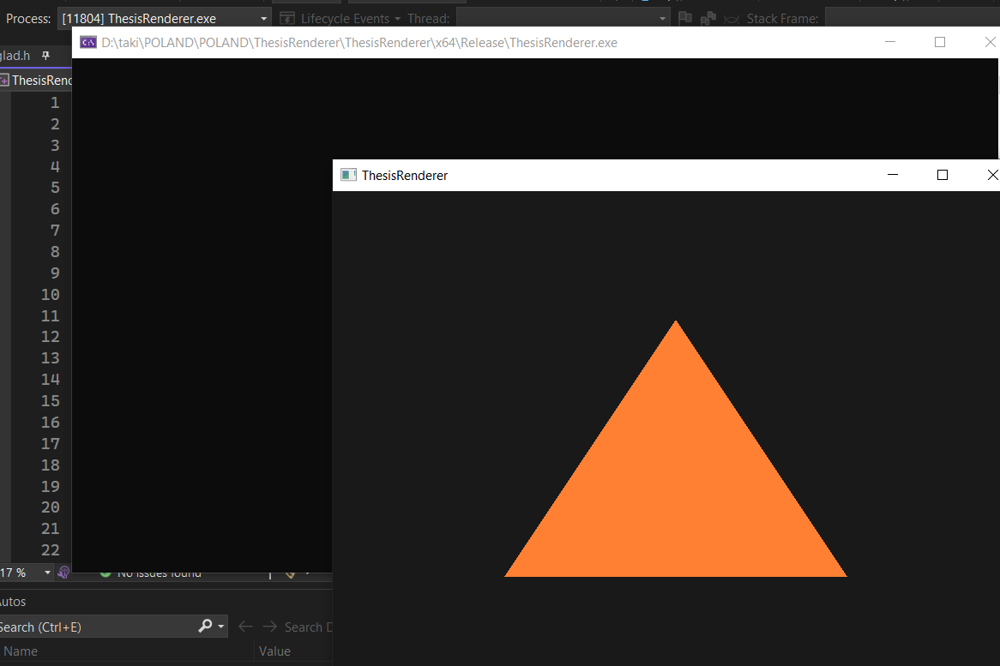 Process: [11804] ThesisRenderer.exe Lifecycle Events Thread: Stack Frame:
D:\taki\POLAND\POLAND\ThesisRenderer\ThesisRenderer\x64\Release\ThesisRenderer.exe
glad.h
ThesisRend
1
2
3
ThesisRenderer
4
5
6
7
8
9
10
11
12
13
14
15
16
17
18
19
20
21
22
17 % No issues found
Autos
Search (Ctrl+E) Search D
Name Value